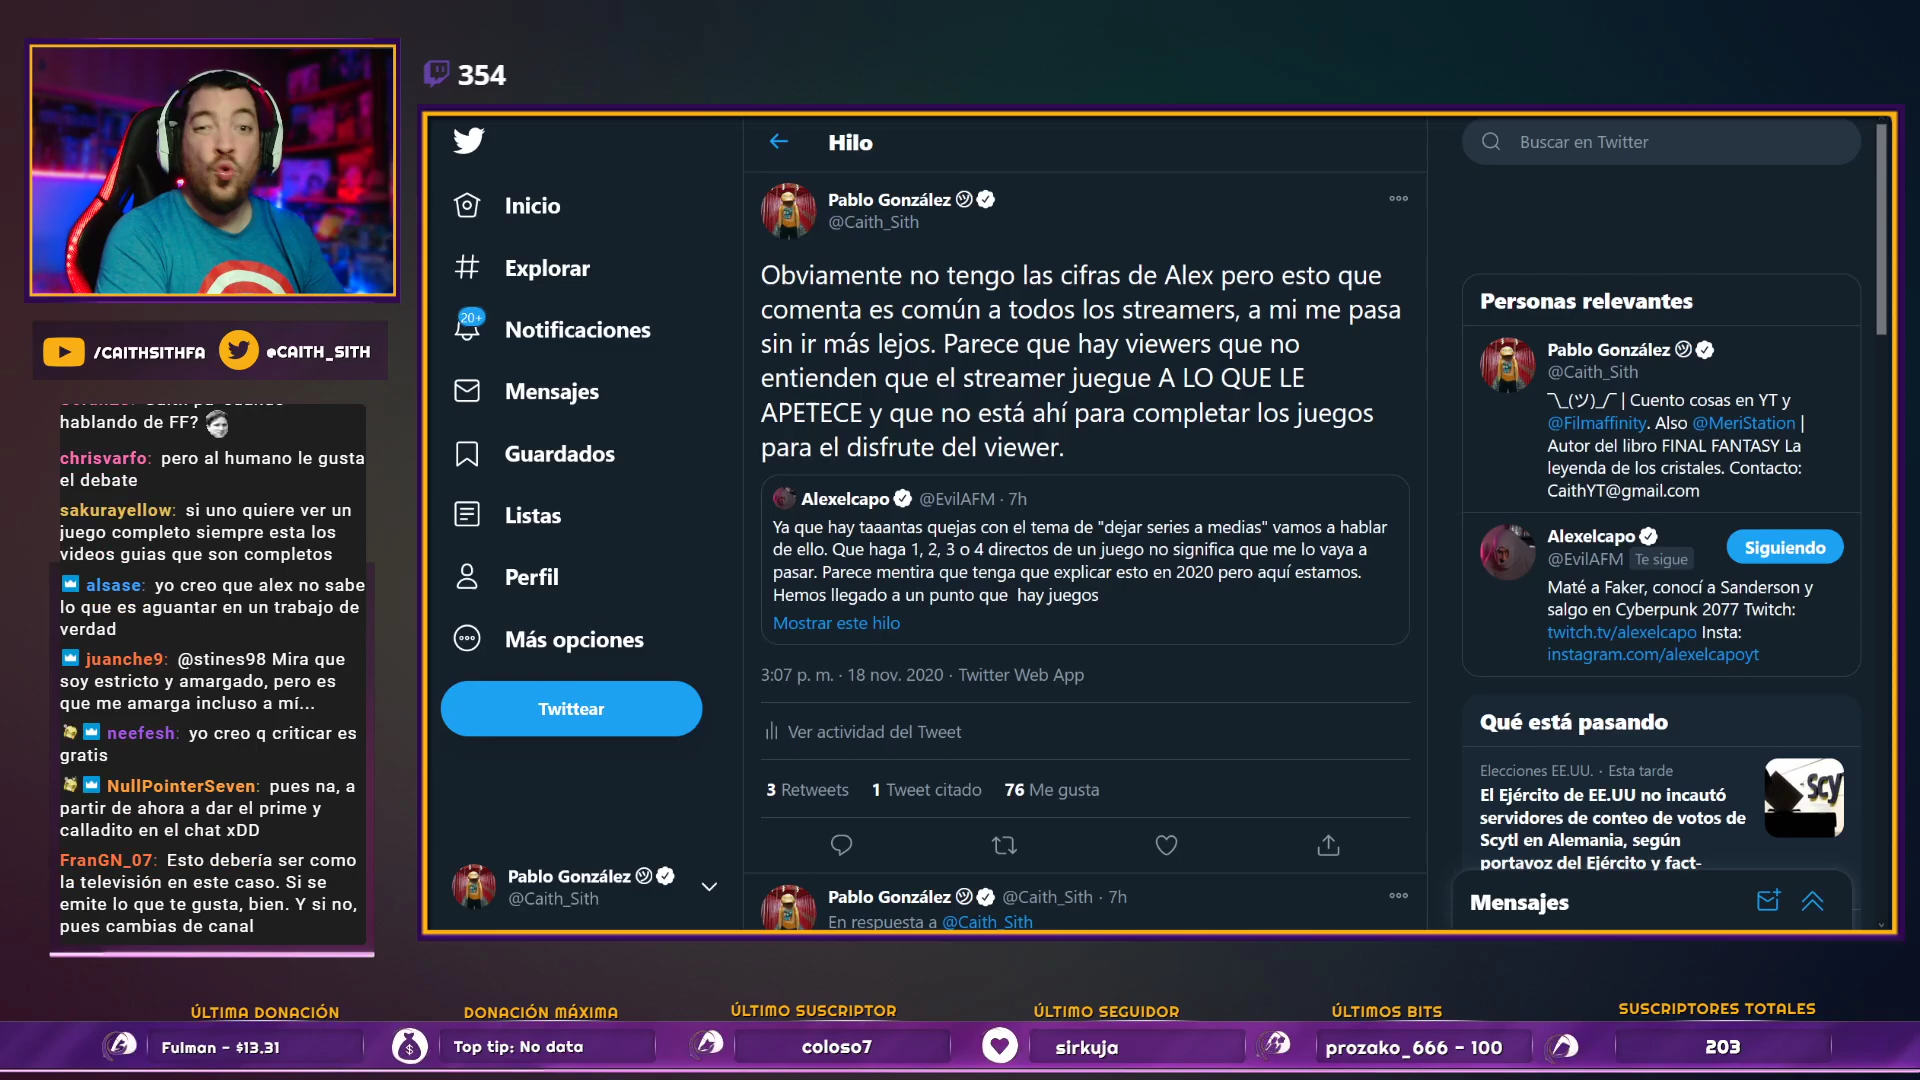 354
/CAITHSITHFA
@CAITH_SITH
hablando de FF?
chrisvarfo: pero al humano le gusta
el debate
sakurayellow: si uno quiere ver un
juego completo siempre esta los
videos guias que son completos
alsase: yo creo que alex no sabe
lo que es aguantar en un trabajo de
verdad
juanche9: @stines98 Mira que
soy estricto y amargado, pero es
que me amarga incluso a mí...
neefesh: yo creo q criticar es
gratis
NullPointerSeven: pues na, a
partir de ahora a dar el prime y
calladito en el chat xDD
FranGN_07: Esto debería ser como
la televisión en este caso. Si se
emite lo que te gusta, bien. Y si no,
pues cambias de canal
Inicio
Explorar
20+
Notificaciones
Mensajes
Guardados
Listas
Perfil
Más opciones
Twittear
Pablo González
@Caith_Sith
Hilo
Pablo González
@Caith_Sith
Obviamente no tengo las cifras de Alex pero esto que
comenta es común a todos los streamers, a mi me pasa
sin ir más lejos. Parece que hay viewers que no
entienden que el streamer juegue A LO QUE LE
APETECE y que no está ahí para completar los juegos
para el disfrute del viewer.
Alexelcapo @EvilAFM · 7h
Ya que hay taaantas quejas con el tema de "dejar series a medias" vamos a hablar
de ello. Que haga 1, 2, 3 o 4 directos de un juego no significa que me lo vaya a
pasar. Parece mentira que tenga que explicar esto en 2020 pero aquí estamos.
Hemos llegado a un punto que  hay juegos
Mostrar este hilo
3:07 p. m. · 18 nov. 2020 · Twitter Web App
Ver actividad del Tweet
3 Retweets 1 Tweet citado 76 Me gusta
Pablo González @Caith_Sith · 7h
En respuesta a @Caith_Sith
Buscar en Twitter
Personas relevantes
Pablo González
@Caith_Sith
¯\_(ツ)_/¯ | Cuento cosas en YT y
@Filmaffinity. Also @MeriStation |
Autor del libro FINAL FANTASY La
leyenda de los cristales. Contacto:
CaithYT@gmail.com
Alexelcapo
@EvilAFM Te sigue
Siguiendo
Maté a Faker, conocí a Sanderson y
salgo en Cyberpunk 2077 Twitch:
twitch.tv/alexelcapo Insta:
instagram.com/alexelcapoyt
Qué está pasando
Elecciones EE.UU. · Esta tarde
El Ejército de EE.UU no incautó
servidores de conteo de votos de
Scytl en Alemania, según
portavoz del Ejército y fact-
scy
Mensajes
ÚLTIMA DONACIÓN
Fulman - $13.31
DONACIÓN MÁXIMA
Top tip: No data
ÚLTIMO SUSCRIPTOR
coloso7
ÚLTIMO SEGUIDOR
sirkuja
ÚLTIMOS BITS
prozako_666 - 100
SUSCRIPTORES TOTALES
203